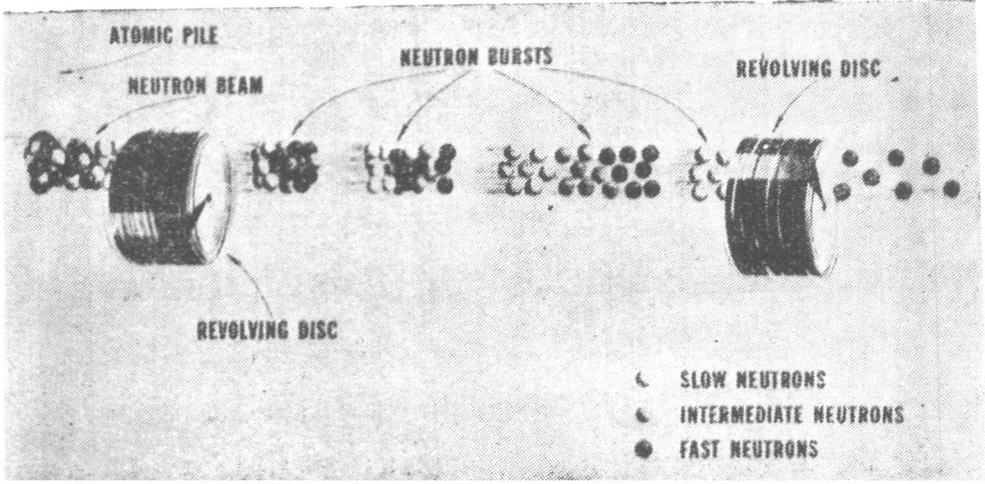 ATOMIC PILE
NEUTRON BURSTS
REVOLVING DISC
NEUTRON BEAM
REVOLVING DISC
SLOW NEUTRONS
INTERMEDIATE NEUTRONS
FAST NEUTRONS